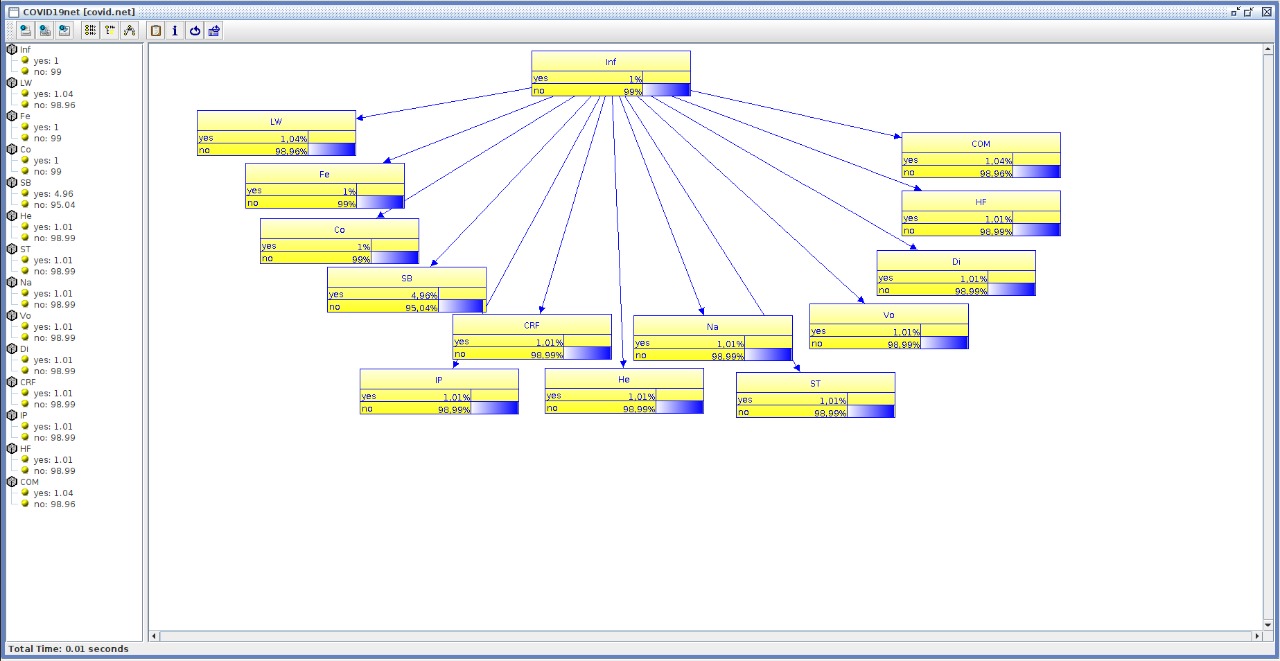 COVID19net [covid.net]
Inf
yes: 1
no: 99
LW
yes: 1.04
no: 98.96
Fe
yes: 1
no: 99
Co
yes: 1
no: 99
SB
yes: 4.96
no: 95.04
He
yes: 1.01
no: 98.99
ST
yes: 1.01
no: 98.99
Na
yes: 1.01
no: 98.99
Vo
yes: 1.01
no: 98.99
Di
yes: 1.01
no: 98.99
CRF
yes: 1.01
no: 98.99
IP
yes: 1.01
no: 98.99
HF
yes: 1.01
no: 98.99
COM
yes: 1.04
no: 98.96
Inf
yes 1%
no 99%
LW
yes 1,04%
no 98,96%
COM
yes 1,04%
no 98,96%
Fe
yes 1%
no 99%
HF
yes 1,01%
no 98,99%
Co
yes 1%
no 99%
Di
yes 1,01%
no 98,99%
SB
yes 4,96%
no 95,04%
Vo
yes 1,01%
no 98,99%
CRF
yes 1,01%
no 98,99%
Na
yes 1,01%
no 98,99%
IP
yes 1,01%
no 98,99%
He
yes 1,01%
no 98,99%
ST
yes 1,01%
no 98,99%
Total Time: 0.01 seconds